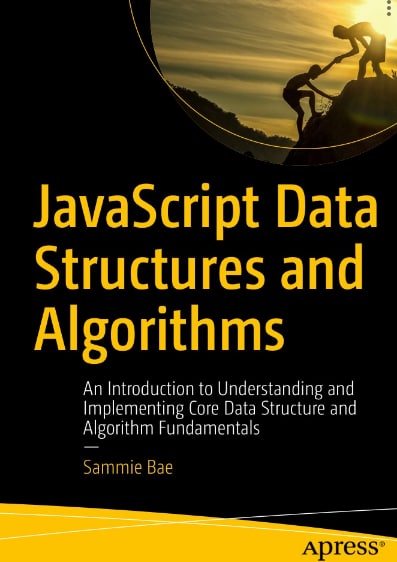 JavaScript Data
Structures and
Algorithms
An Introduction to Understanding and
Implementing Core Data Structure and
Algorithm Fundamentals
—
Sammie Bae
Apress®